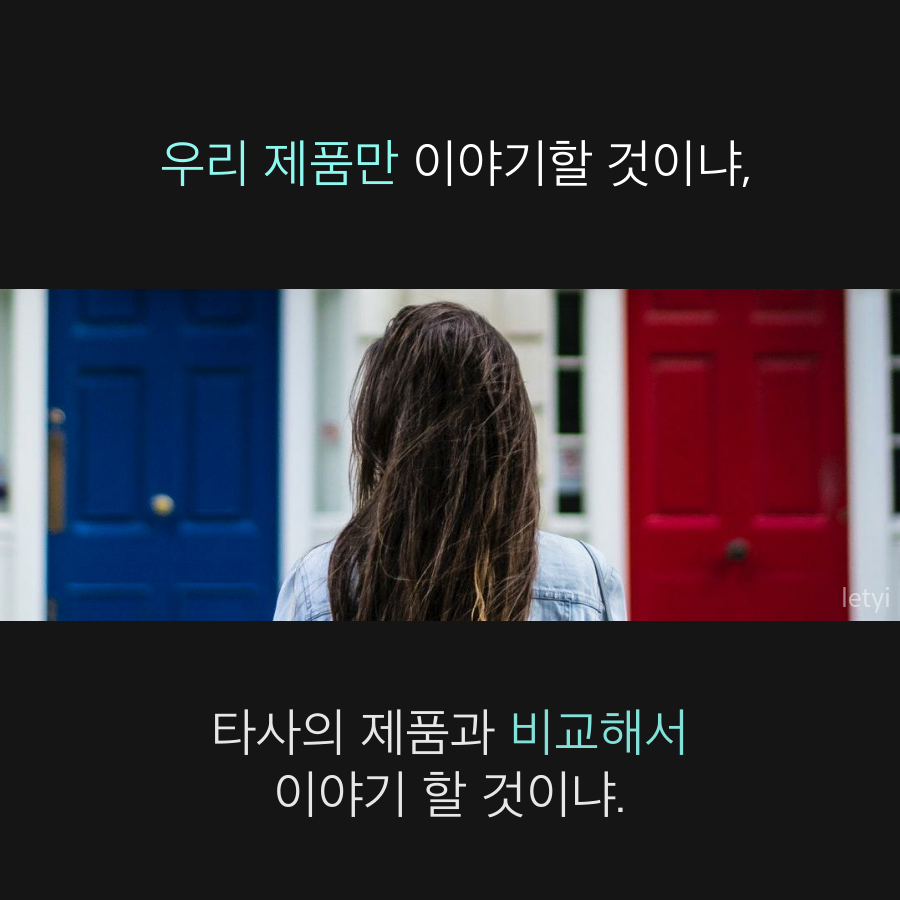 우리 제품만 이야기할 것이냐,
letyi
타사의 제품과 비교해서
이야기 할 것이냐.